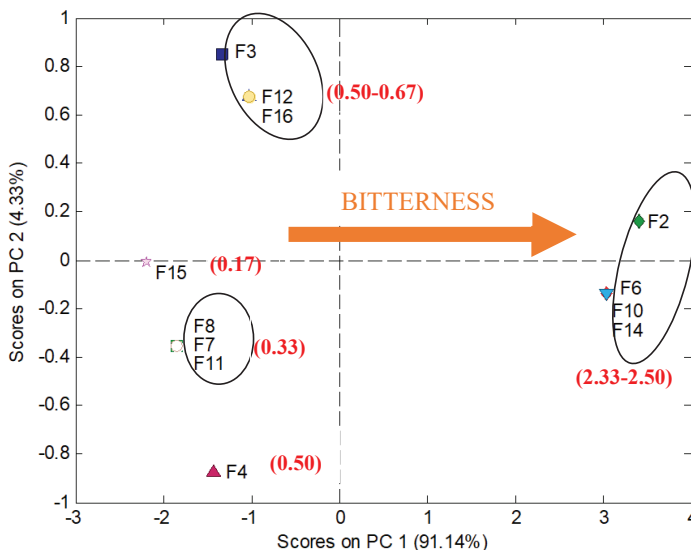 1
0.8
0.6
0.4
0.2
0
-0.2
-0.4
-0.6
-0.8
-1
Scores on PC 2 (4.33%)
F3
F12
F16
(0.50-0.67)
BITTERNESS
F2
F15
(0.17)
F6
F10
F14
F8
F7
F11
(0.33)
(2.33-2.50)
F4
(0.50)
-3
-2
-1
0
1
2
3
4
Scores on PC 1 (91.14%)